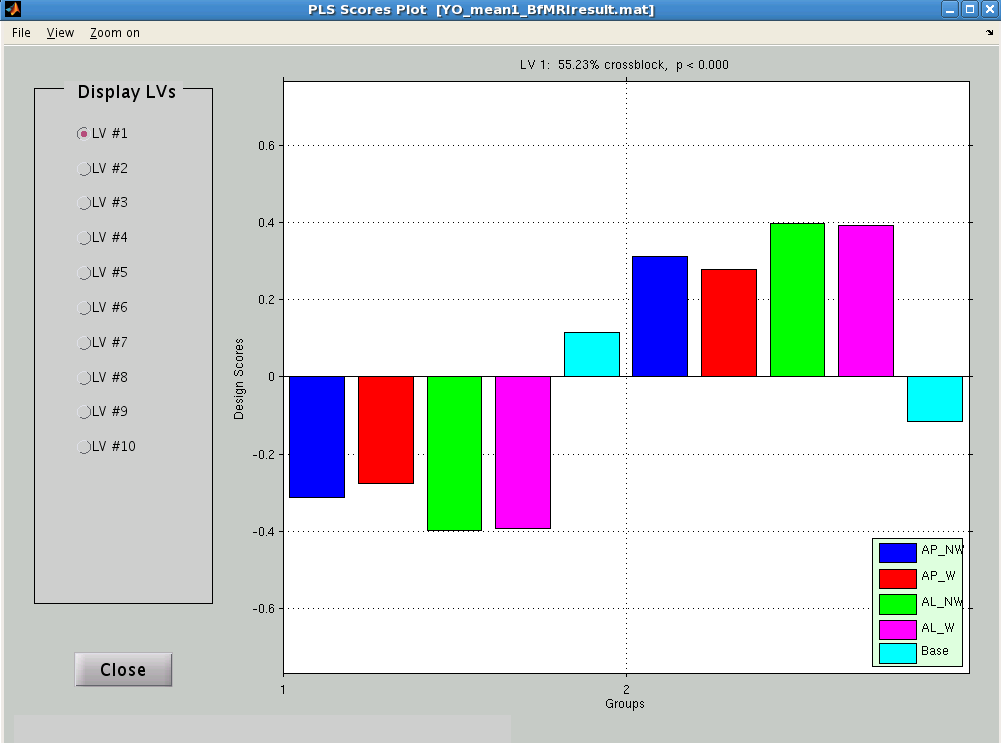 PLS Scores Plot  [YO_mean1_BfMRIresult.mat]
File View Zoom on
LV 1:  55.23% crossblock,  p < 0.000
Display LVs
LV #1
LV #2
LV #3
LV #4
LV #5
LV #6
LV #7
LV #8
LV #9
LV #10
Close
Design Scores
0.6
0.4
0.2
0
-0.2
-0.4
-0.6
1 2
Groups
AP_NW
AP_W
AL_NW
AL_W
Base